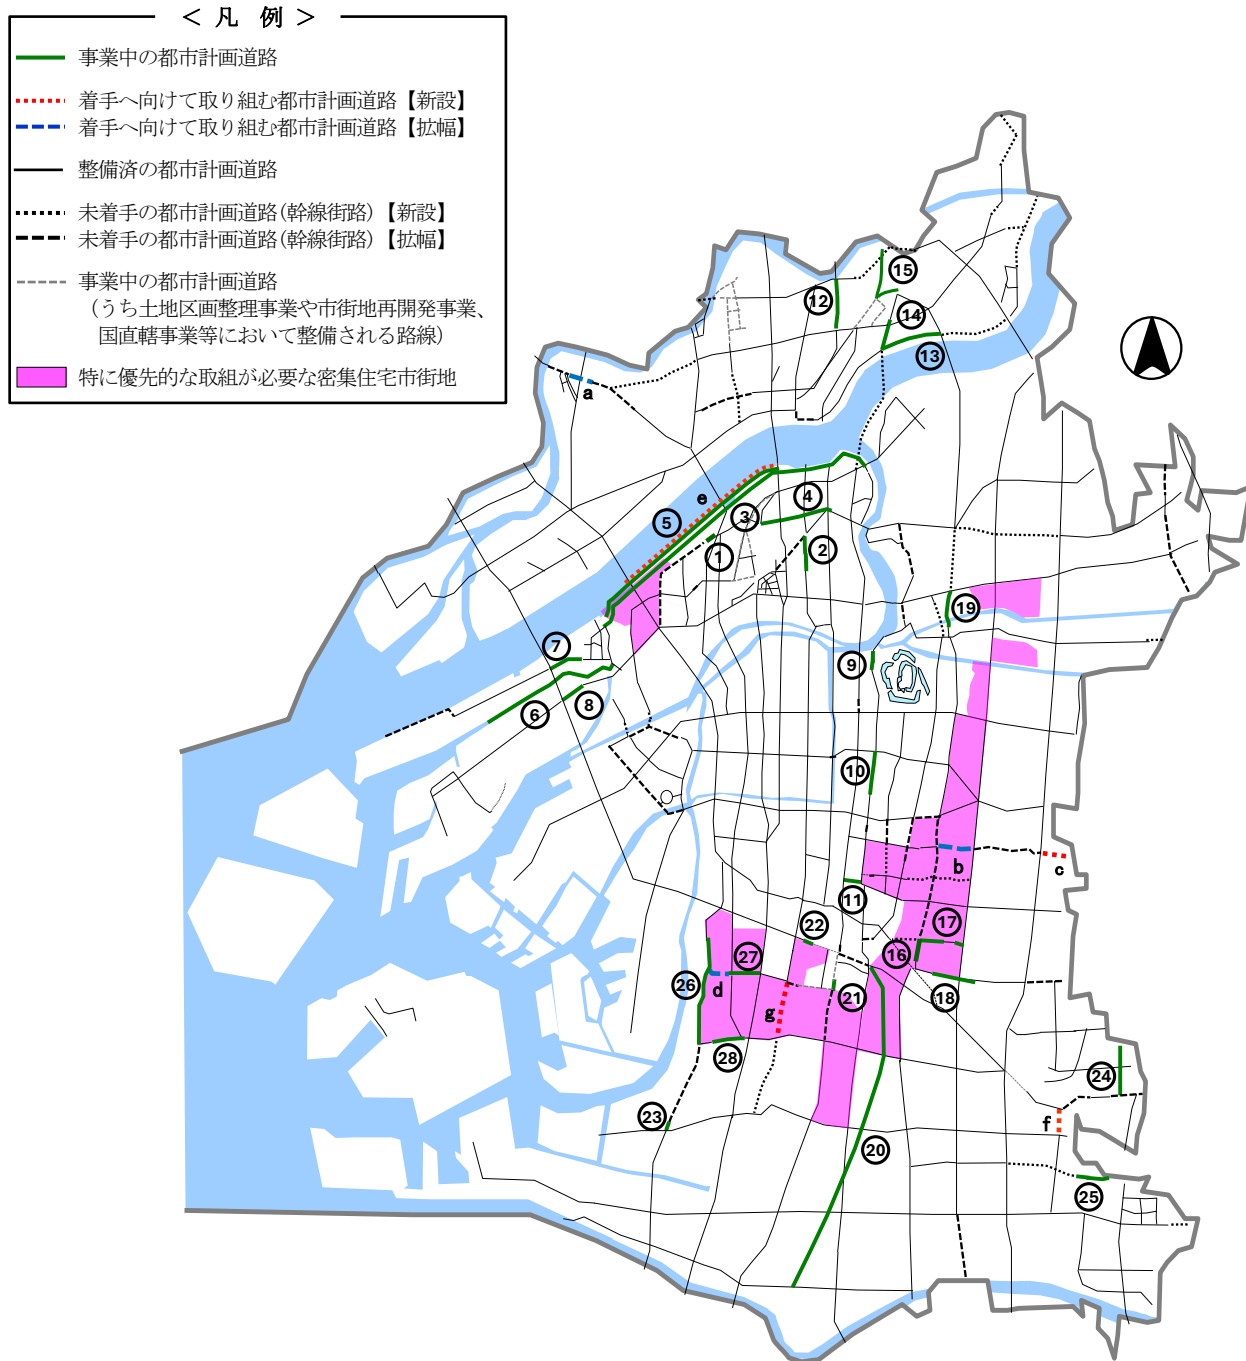 ＜ 凡 例 ＞
事業中の都市計画道路
着手へ向けて取り組む都市計画道路【新設】
着手へ向けて取り組む都市計画道路【拡幅】
整備済の都市計画道路
未着手の都市計画道路(幹線街路)【新設】
未着手の都市計画道路(幹線街路)【拡幅】
事業中の都市計画道路
（うち土地区画整理事業や市街地再開発事業、
国直轄事業等において整備される路線）
特に優先的な取組が必要な密集住宅市街地
15
12
14
13
a
e
4
5
3
2
1
19
7
9
8
6
10
b
c
11
17
22
16
27
26
d
21
18
g
28
24
23
f
20
25